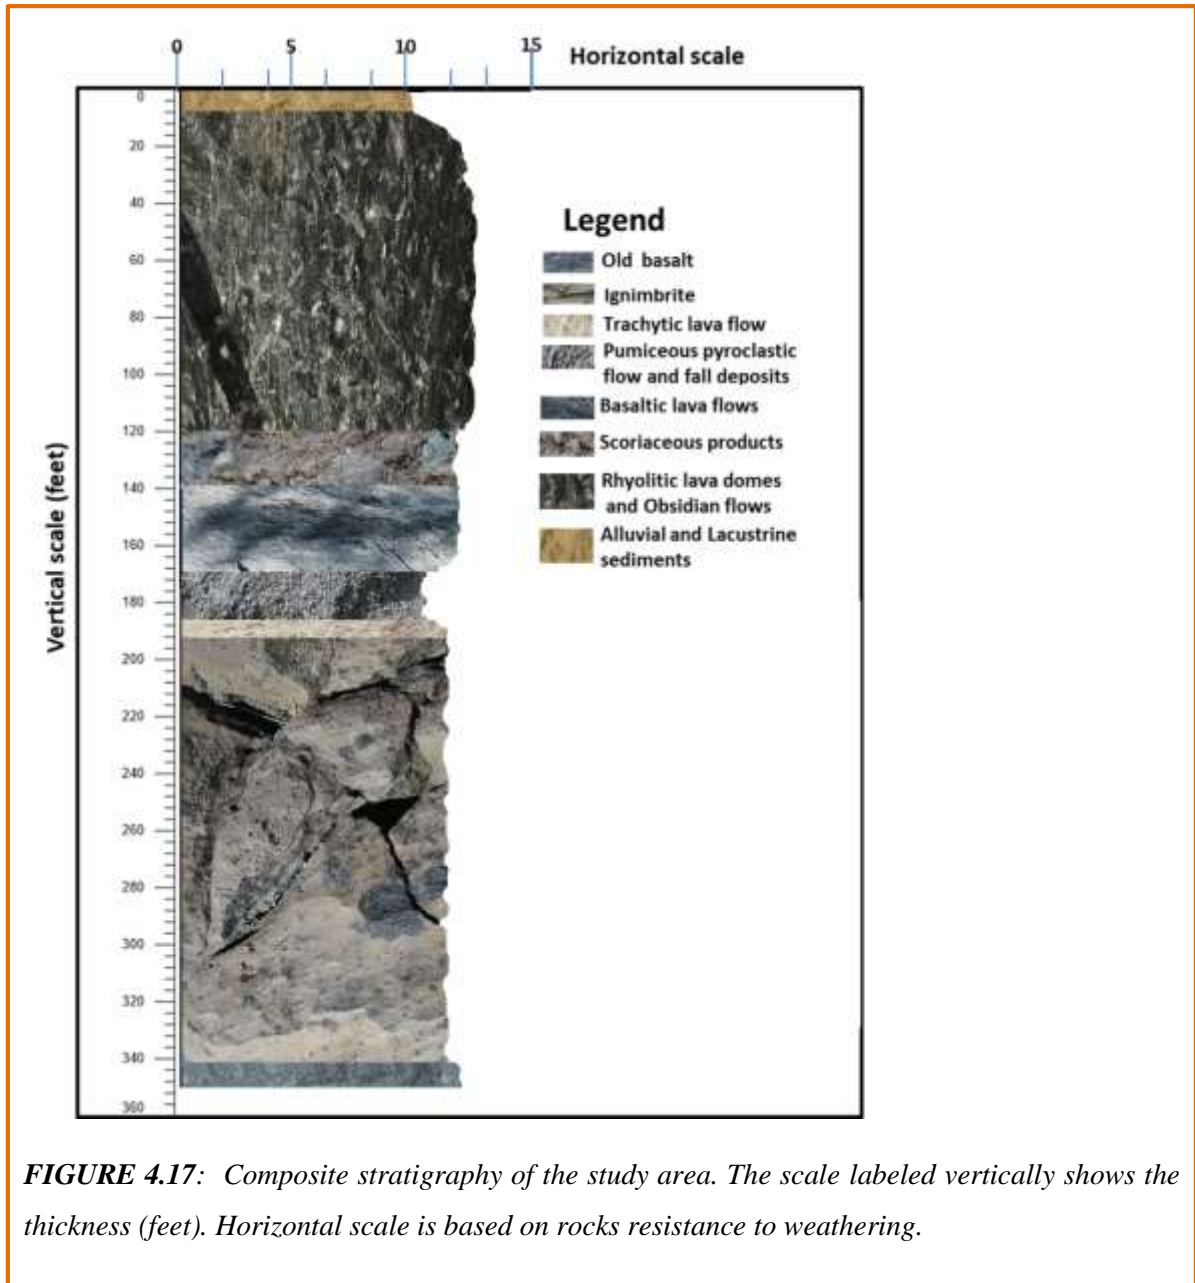 0 5 10 15
Horizontal scale
0
20
40
60
80
100
120
140
160
180
200
220
240
260
280
300
320
340
360
Vertical scale (feet)
Legend
Old basalt
Ignimbrite
Trachytic lava flow
Pumiceous pyroclastic
flow and fall deposits
Basaltic lava flows
Scoriaceous products
Rhyolitic lava domes
and Obsidian flows
Alluvial and Lacustrine
sediments
FIGURE 4.17: Composite stratigraphy of the study area. The scale labeled vertically shows the
thickness (feet). Horizontal scale is based on rocks resistance to weathering.